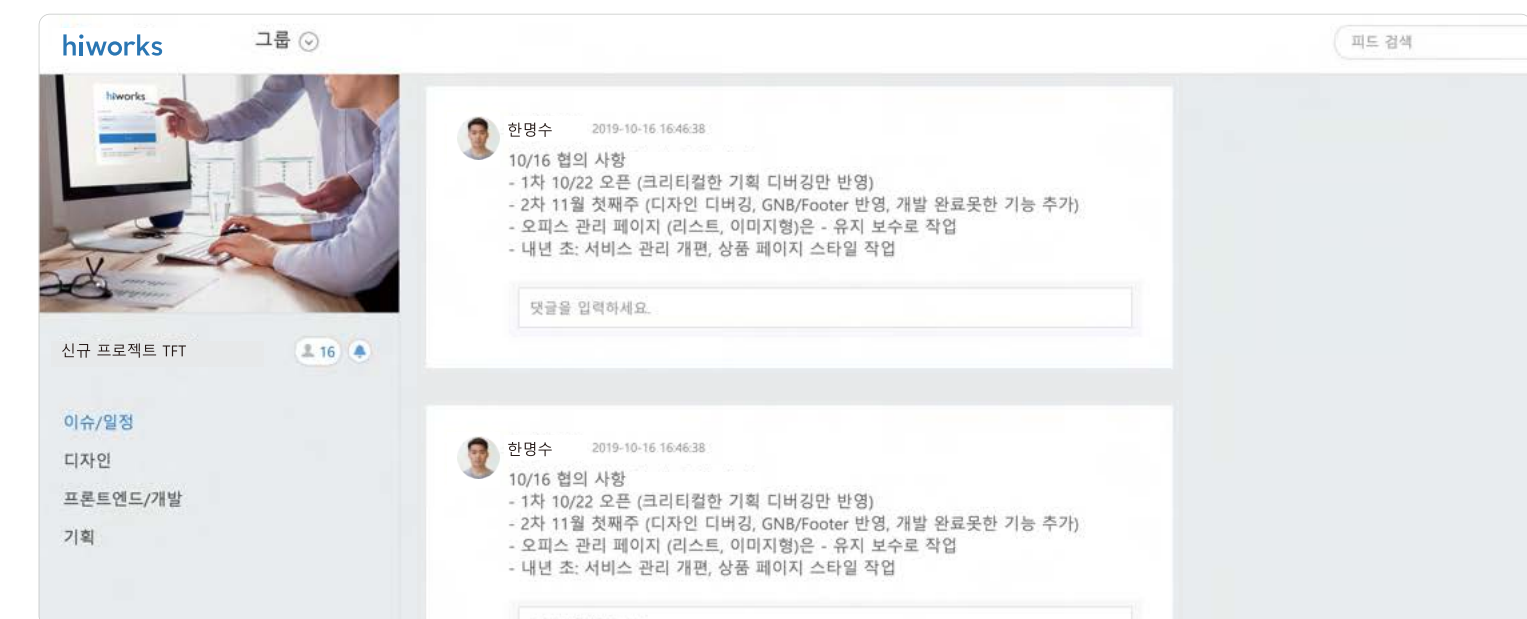 hiworks
그룹
피드 검색
hiworks
신규 프로젝트 TFT
16
이슈/일정
디자인
프론트엔드/개발
기획
한명수 2019-10-16 16:46:38
10/16 협의 사항
- 1차 10/22 오픈 (크리티컬한 기획 디버깅만 반영)
- 2차 11월 첫째주 (디자인 디버깅, GNB/Footer 반영, 개발 완료못한 기능 추가)
- 오피스 관리 페이지 (리스트, 이미지형)은 - 유지 보수로 작업
- 내년 초: 서비스 관리 개편, 상품 페이지 스타일 작업
댓글을 입력하세요.
한명수 2019-10-16 16:46:38
10/16 협의 사항
- 1차 10/22 오픈 (크리티컬한 기획 디버깅만 반영)
- 2차 11월 첫째주 (디자인 디버깅, GNB/Footer 반영, 개발 완료못한 기능 추가)
- 오피스 관리 페이지 (리스트, 이미지형)은 - 유지 보수로 작업
- 내년 초: 서비스 관리 개편, 상품 페이지 스타일 작업